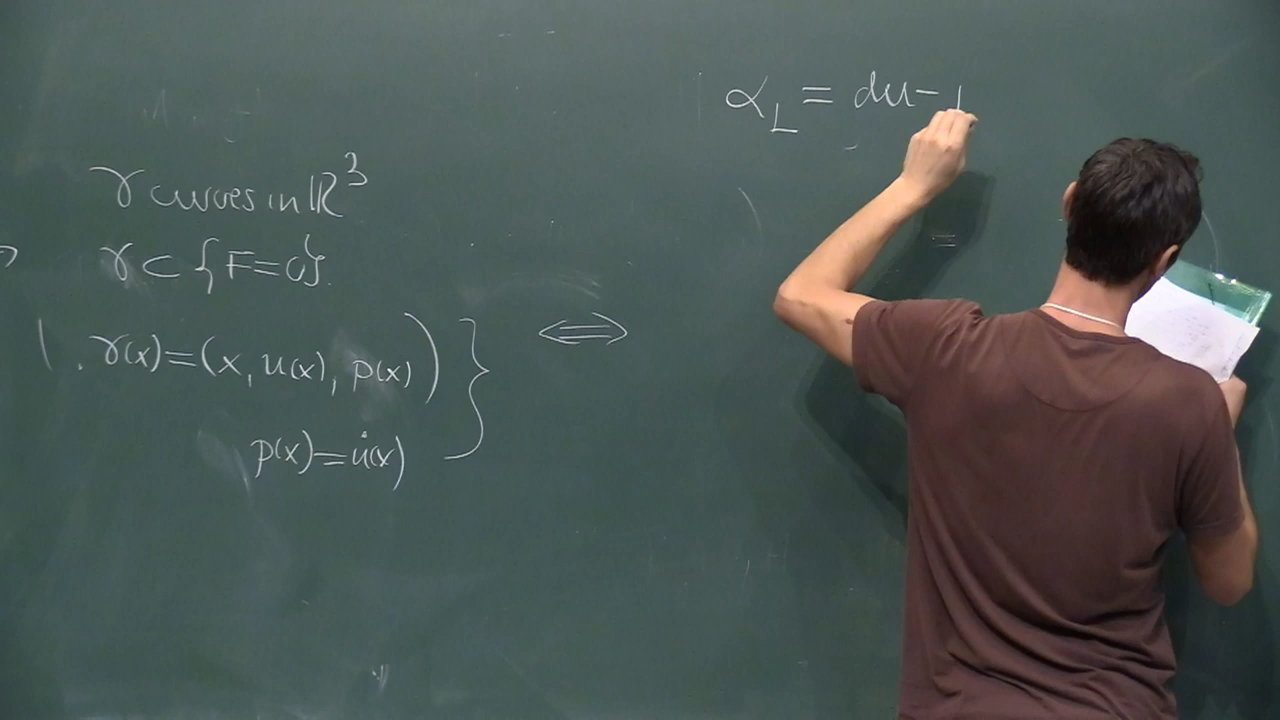 γ curves in ℝ³
γ ⊂ {F=0}.
γ(x)=(x, u(x), p(x)) }
p(x)=u̇(x)
⟺
α_L = du-